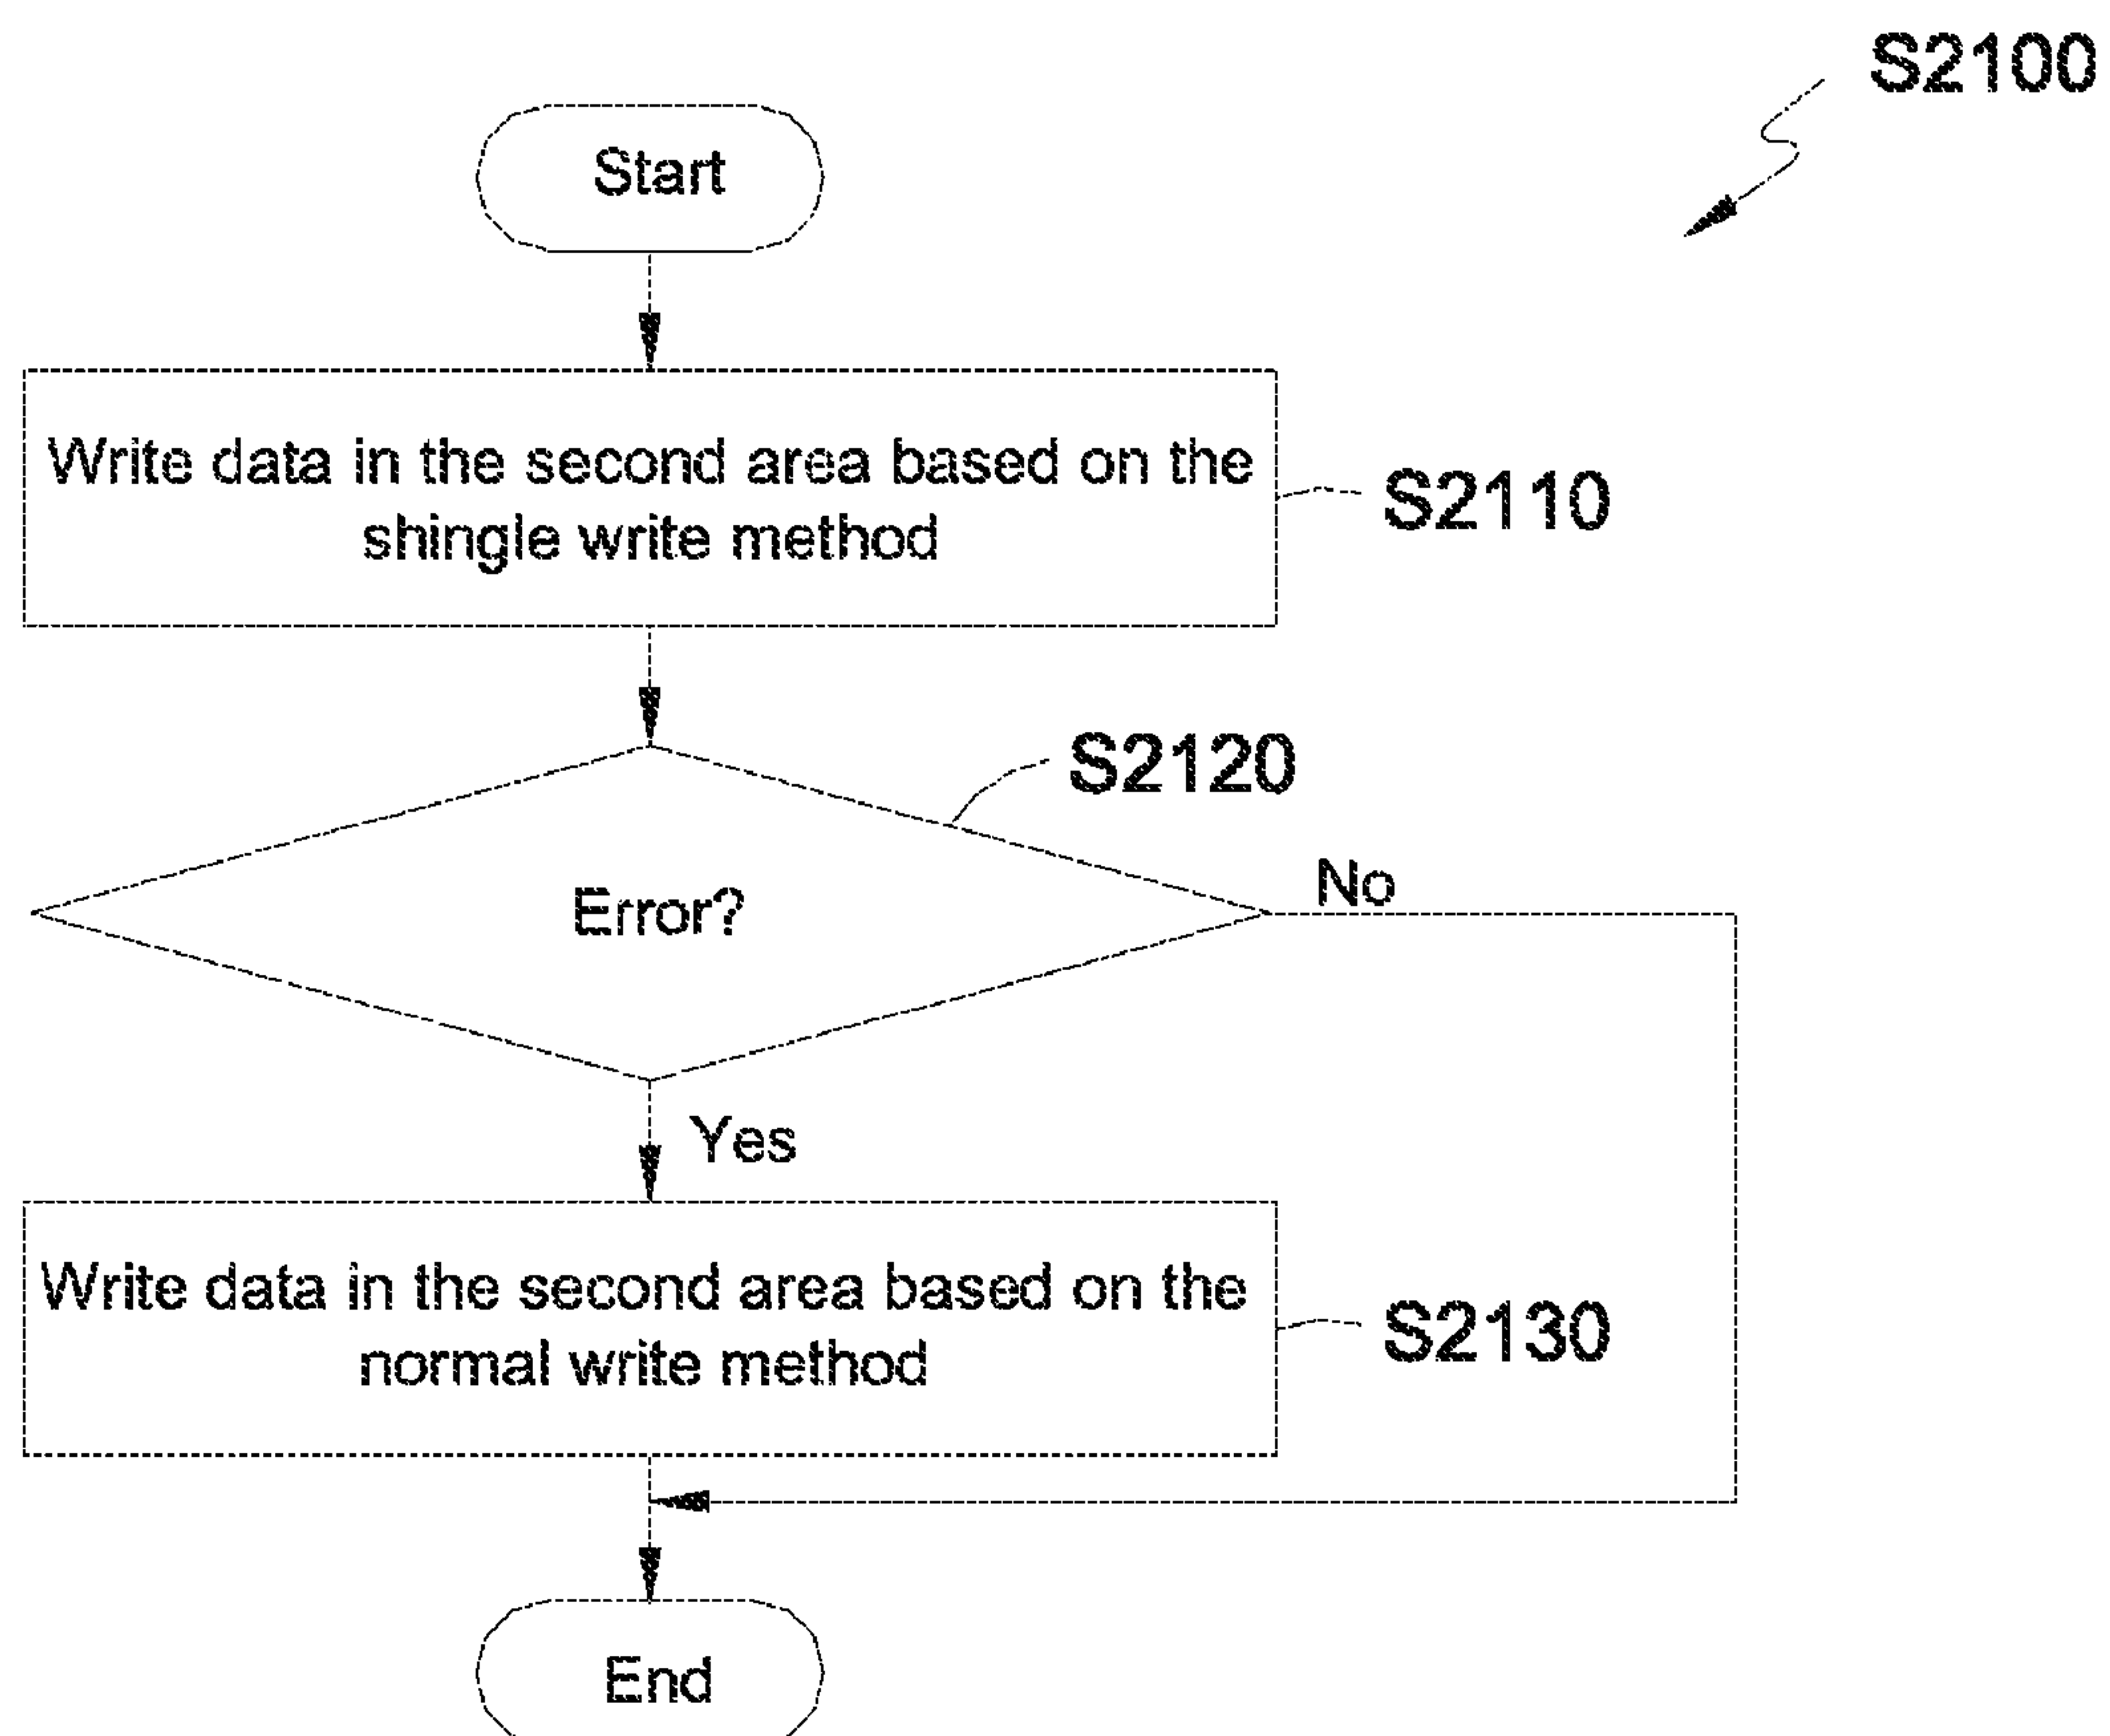 S2100
Start
Write data in the second area based on the
shingle write method
S2110
S2120
Error?
No
Yes
Write data in the second area based on the
normal write method
S2130
End